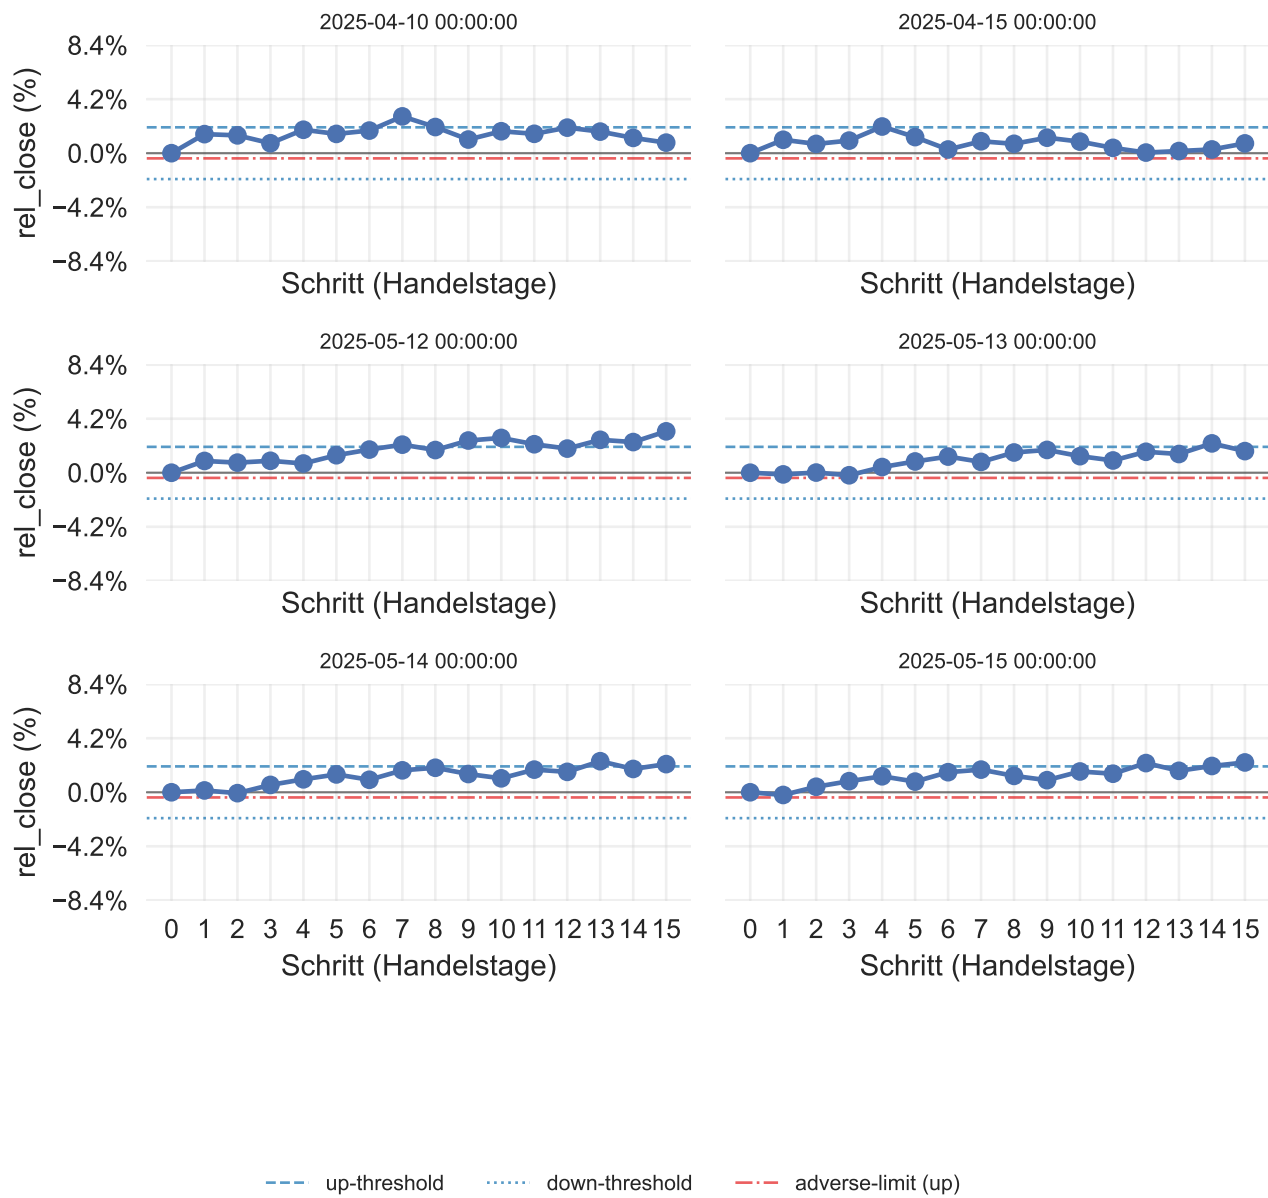 2025-04-10 00:00:00
8.4%
4.2%
0.0%
−4.2%
−8.4%
rel_close (%)
Schritt (Handelstage)
2025-04-15 00:00:00
Schritt (Handelstage)
2025-05-12 00:00:00
8.4%
4.2%
0.0%
−4.2%
−8.4%
rel_close (%)
Schritt (Handelstage)
2025-05-13 00:00:00
Schritt (Handelstage)
2025-05-14 00:00:00
8.4%
4.2%
0.0%
−4.2%
−8.4%
rel_close (%)
0 1 2 3 4 5 6 7 8 9 10 11 12 13 14 15
Schritt (Handelstage)
2025-05-15 00:00:00
0 1 2 3 4 5 6 7 8 9 10 11 12 13 14 15
Schritt (Handelstage)
up-threshold down-threshold adverse-limit (up)